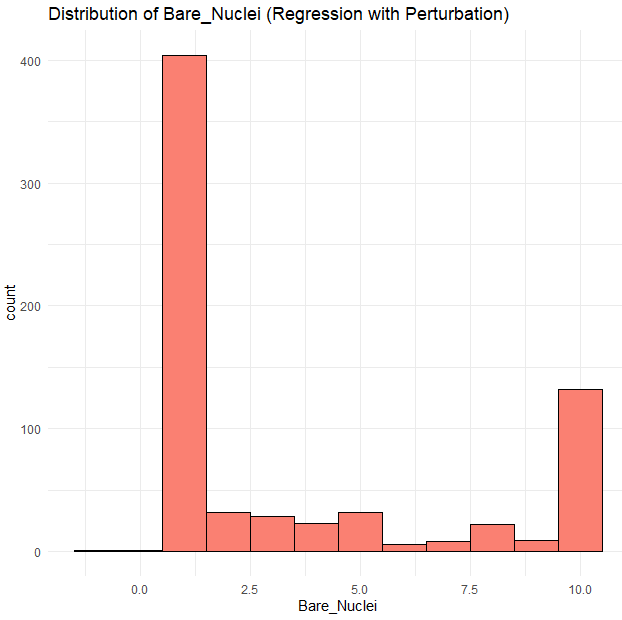 Distribution of Bare_Nuclei (Regression with Perturbation)
400
300
200
100
0
count
0.0 2.5 5.0 7.5 10.0
Bare_Nuclei